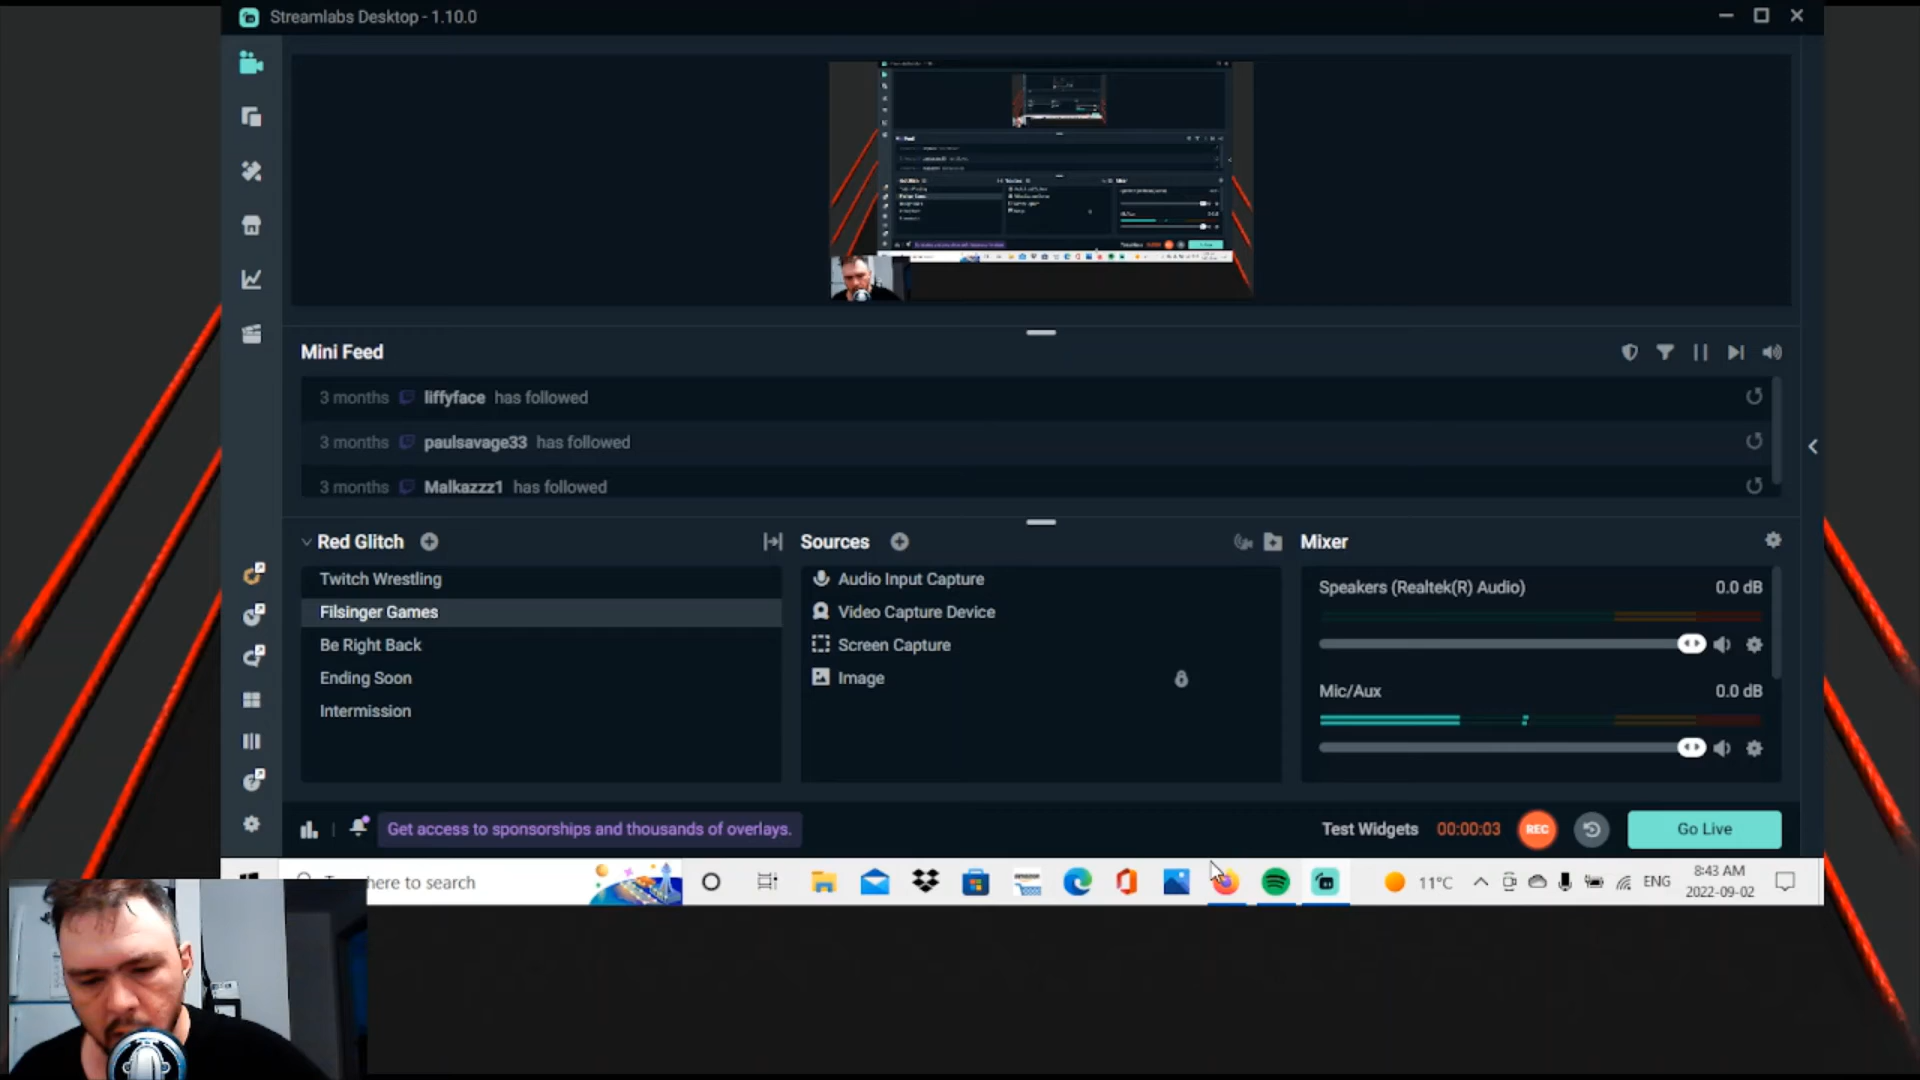 Streamlabs Desktop - 1.10.0
Mini Feed
3 months liffyface has followed
3 months paulsavage33 has followed
3 months Malkazzz1 has followed
Red Glitch
Twitch Wrestling
Filsinger Games
Be Right Back
Ending Soon
Intermission
Sources
Audio Input Capture
Video Capture Device
Screen Capture
Image
Mixer
Speakers (Realtek(R) Audio) 0.0 dB
Mic/Aux 0.0 dB
Get access to sponsorships and thousands of overlays.
Test Widgets 00:00:03 REC Go Live
here to search
11°C ENG
8:43 AM
2022-09-02